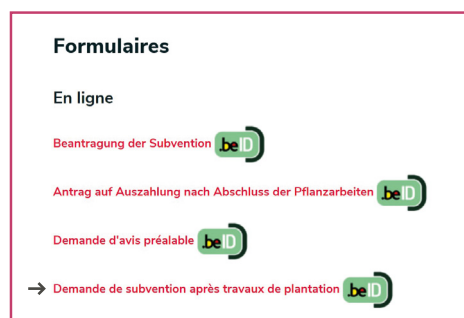 Formulaires
En ligne
Beantragung der Subvention .beID
Antrag auf Auszahlung nach Abschluss der Pflanzarbeiten .beID
Demande d'avis préalable .beID
→ Demande de subvention après travaux de plantation .beID